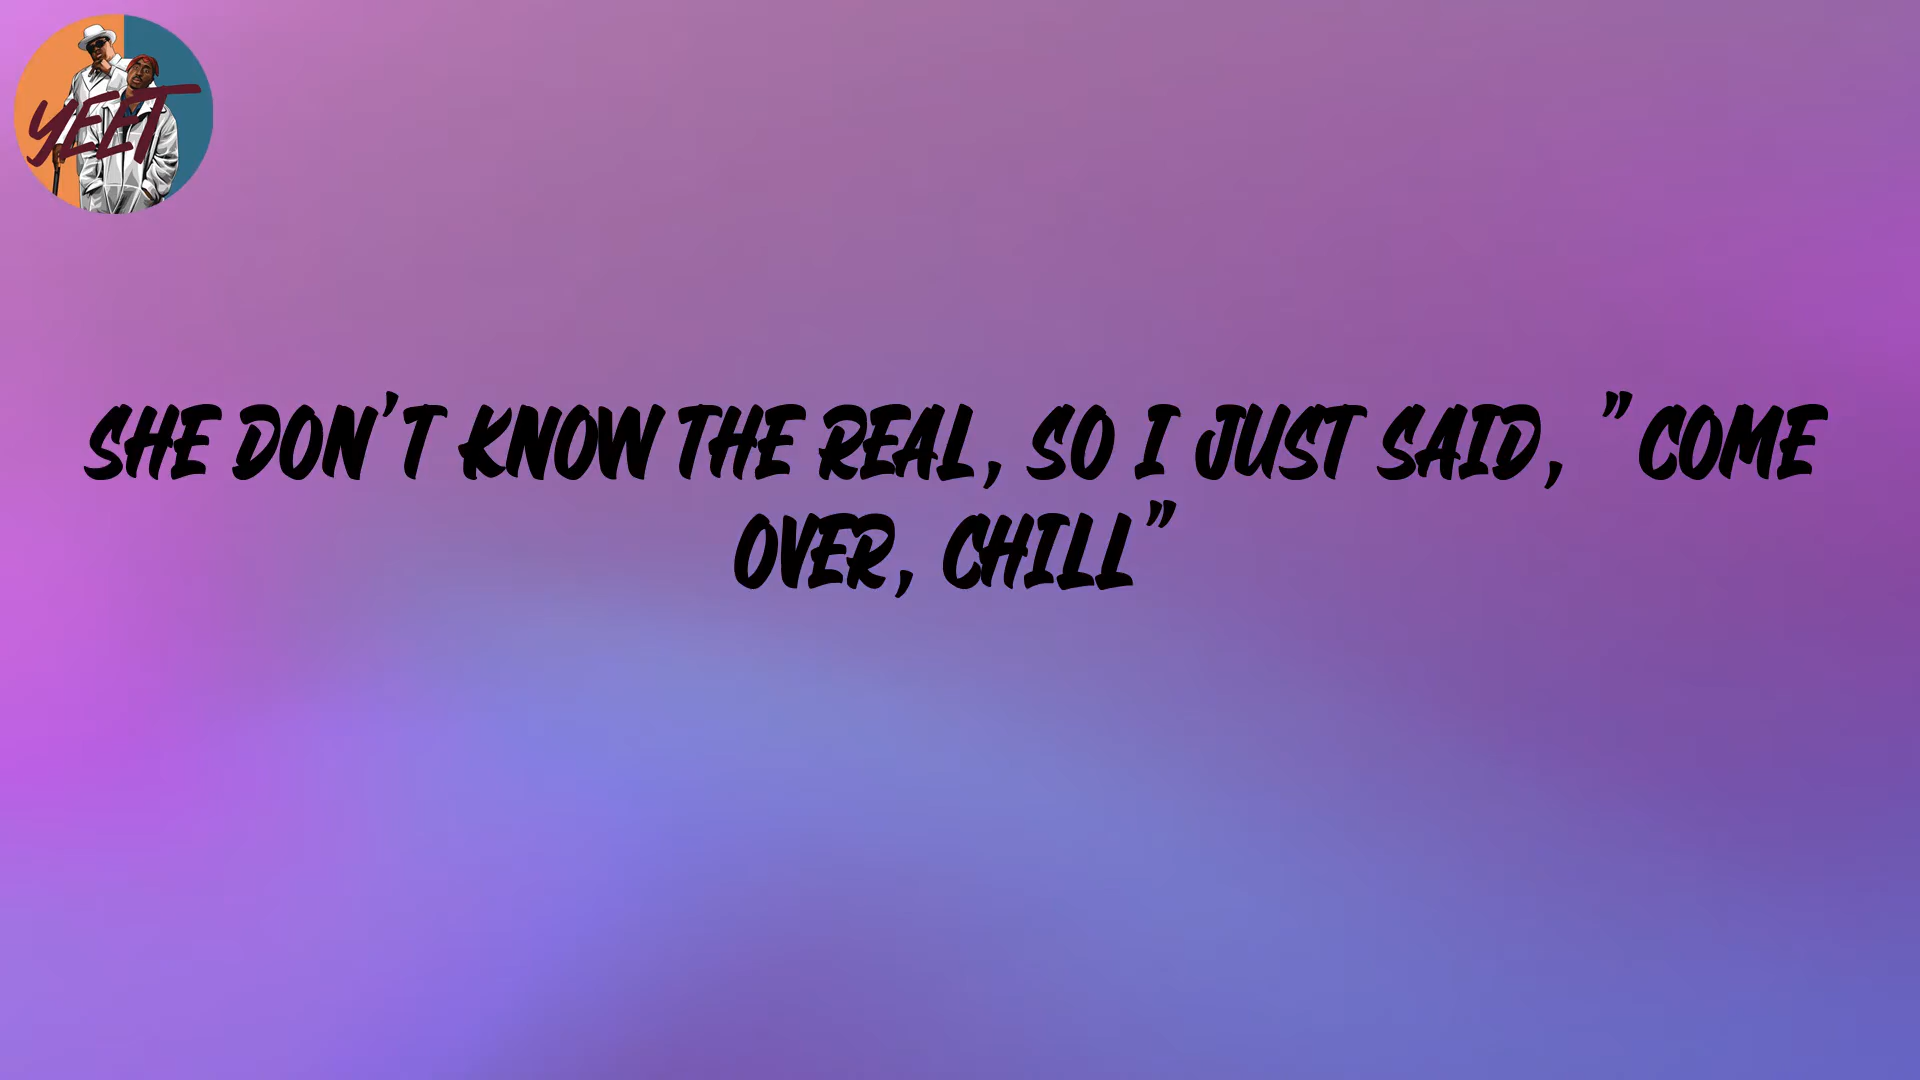 YEET
SHE DON'T KNOW THE REAL, SO I JUST SAID, "COME
OVER, CHILL"